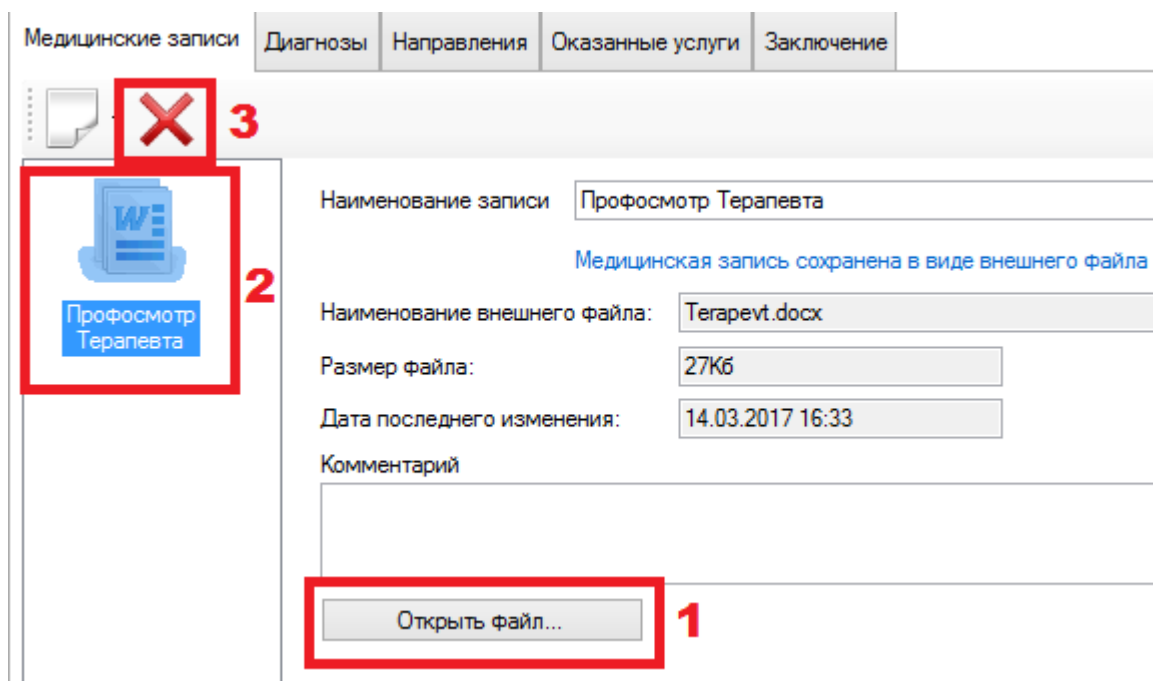 Медицинские записи Диагнозы Направления Оказанные услуги Заключение
3
W
Профосмотр
Терапевта
2
Наименование записи Профосмотр Терапевта
Медицинская запись сохранена в виде внешнего файла
Наименование внешнего файла: Terapevt.docx
Размер файла: 27Кб
Дата последнего изменения: 14.03.2017 16:33
Комментарий
Открыть файл...
1